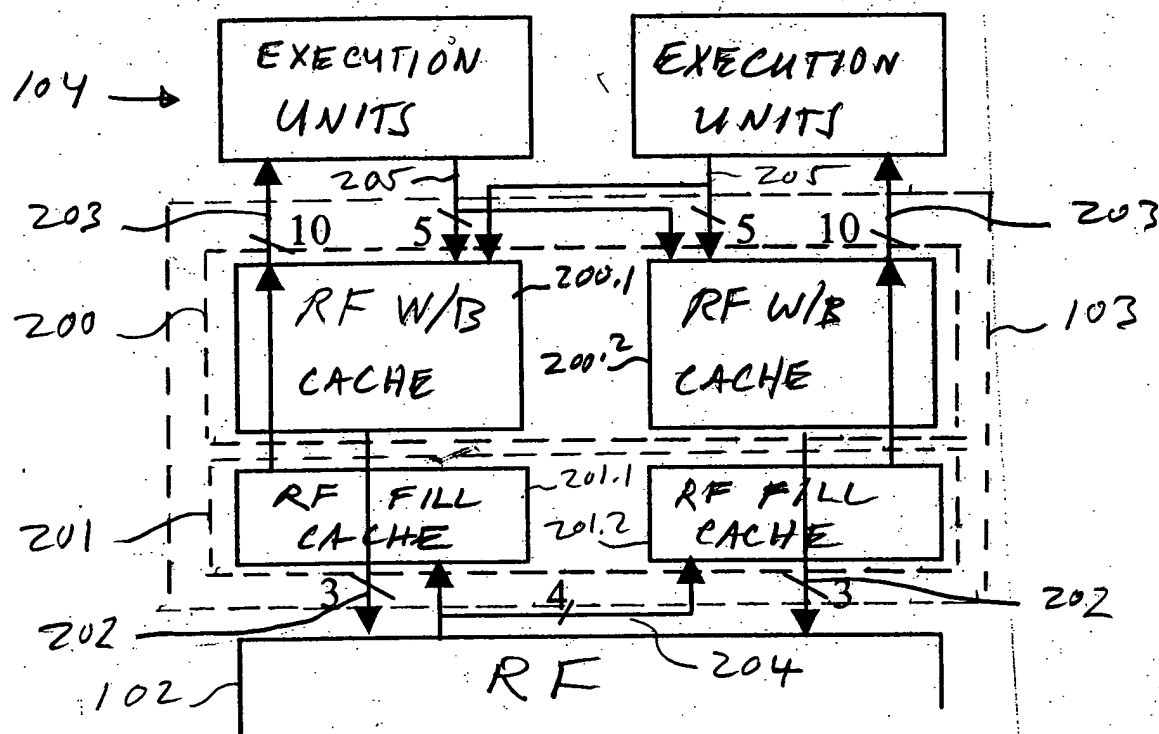 EXECUTION
UNITS
EXECUTION
UNITS
104
205
205
203
10
5
5
10
203
200
RF W/B
CACHE
200.1
RF W/B
CACHE
200.2
103
201
RF FILL
CACHE
201.1
RF FILL
CACHE
201.2
3
4
3
202
202
204
102
RF